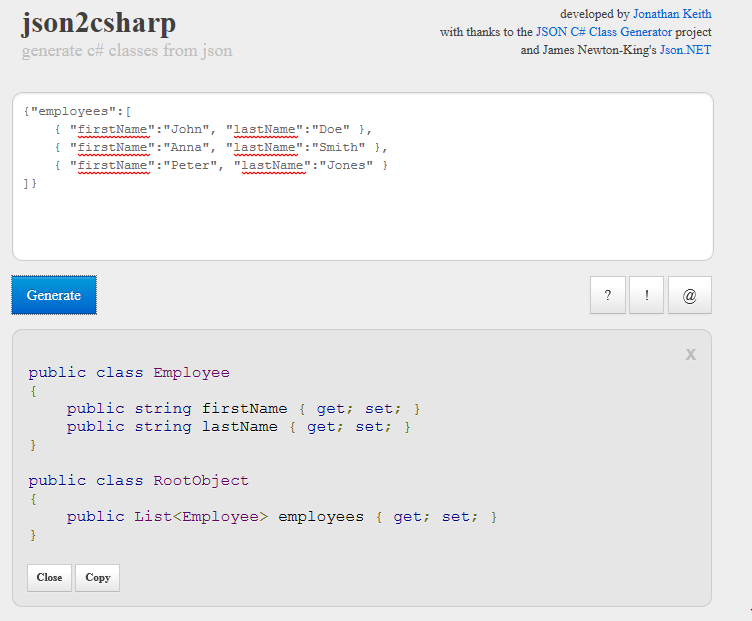 json2csharp
generate c# classes from json
developed by Jonathan Keith
with thanks to the JSON C# Class Generator project
and James Newton-King's Json.NET
{"employees":[
    { "firstName":"John", "lastName":"Doe" },
    { "firstName":"Anna", "lastName":"Smith" },
    { "firstName":"Peter", "lastName":"Jones" }
]}
Generate
? ! @
X
public class Employee
{
    public string firstName { get; set; }
    public string lastName { get; set; }
}
public class RootObject
{
    public List<Employee> employees { get; set; }
}
Close Copy